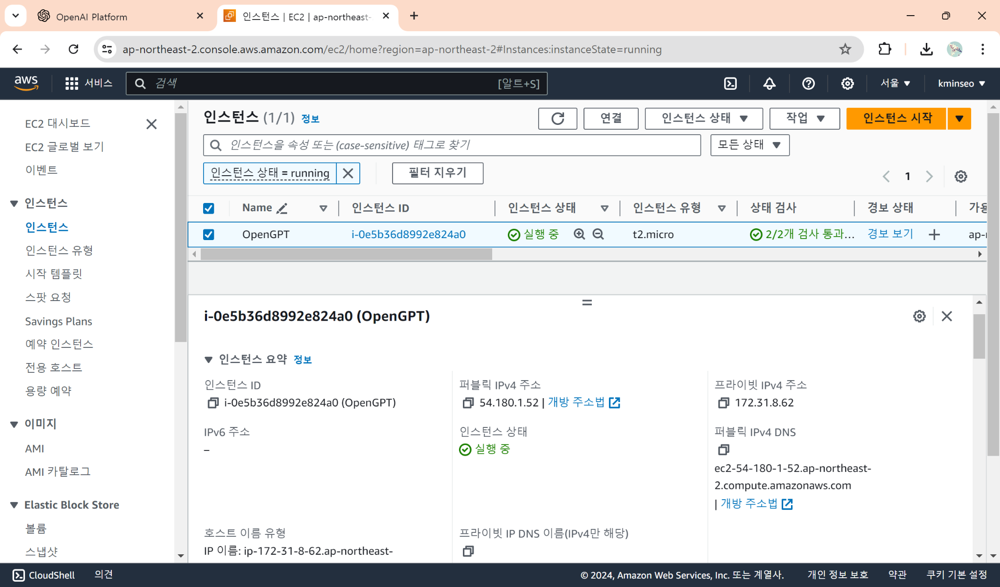 OpenAI Platform
인스턴스 | EC2 | ap-northeast-
ap-northeast-2.console.aws.amazon.com/ec2/home?region=ap-northeast-2#Instances:instanceState=running
aws
서비스
검색
[알트+S]
서울
kminseo
EC2 대시보드
EC2 글로벌 보기
이벤트
인스턴스
인스턴스
인스턴스 유형
시작 템플릿
스팟 요청
Savings Plans
예약 인스턴스
전용 호스트
용량 예약
이미지
AMI
AMI 카탈로그
Elastic Block Store
볼륨
스냅샷
인스턴스 (1/1) 정보
연결
인스턴스 상태
작업
인스턴스 시작
인스턴스을 속성 또는 (case-sensitive) 태그로 찾기
모든 상태
인스턴스 상태 = running
필터 지우기
1
Name
인스턴스 ID
인스턴스 상태
인스턴스 유형
상태 검사
경보 상태
가용
OpenGPT
i-0e5b36d8992e824a0
실행 중
t2.micro
2/2개 검사 통과...
경보 보기
ap-
i-0e5b36d8992e824a0 (OpenGPT)
인스턴스 요약 정보
인스턴스 ID
i-0e5b36d8992e824a0 (OpenGPT)
퍼블릭 IPv4 주소
54.180.1.52 | 개방 주소법
프라이빗 IPv4 주소
172.31.8.62
IPv6 주소
–
인스턴스 상태
실행 중
퍼블릭 IPv4 DNS
ec2-54-180-1-52.ap-northeast-
2.compute.amazonaws.com
| 개방 주소법
호스트 이름 유형
IP 이름: ip-172-31-8-62.ap-northeast-
프라이빗 IP DNS 이름(IPv4만 해당)
CloudShell
의견
© 2024, Amazon Web Services, Inc. 또는 계열사.
개인 정보 보호
약관
쿠키 기본 설정